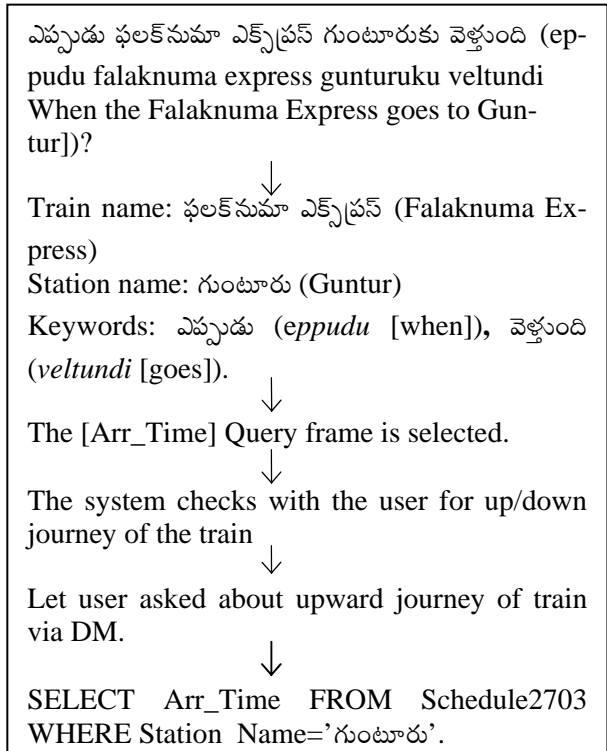 ఎప్పుడు ఫలక్‌నుమా ఎక్స్‌ప్రస్ గుంటూరుకు వెళ్తుంది (ep-
pudu falaknuma express gunturuku veltundi
When the Falaknuma Express goes to Gun-
tur])?
Train name: ఫలక్‌నుమా ఎక్స్‌ప్రస్ (Falaknuma Ex-
press)
Station name: గుంటూరు (Guntur)
Keywords: ఎప్పుడు (eppudu [when]), వెళ్తుంది
(veltundi [goes]).
The [Arr_Time] Query frame is selected.
The system checks with the user for up/down
journey of the train
Let user asked about upward journey of train
via DM.
SELECT Arr_Time FROM Schedule2703
WHERE Station_Name=’గుంటూరు’.